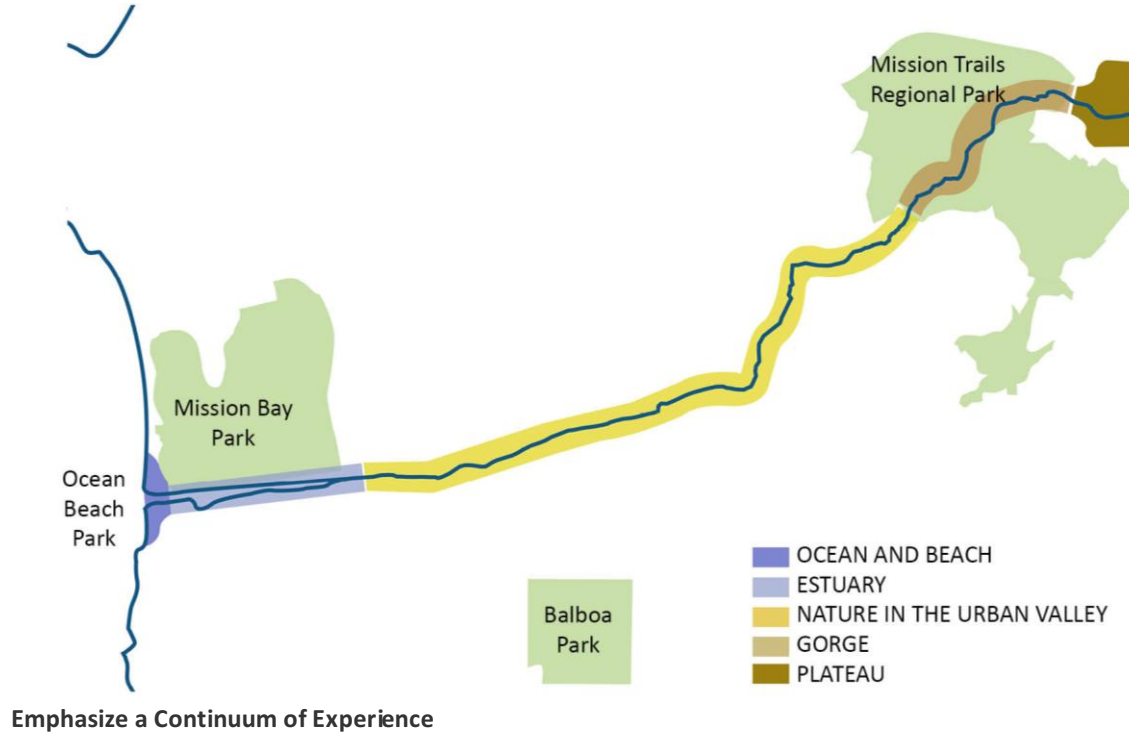 Mission Trails
Regional Park
Mission Bay
Park
Ocean
Beach
Park
Balboa
Park
OCEAN AND BEACH
ESTUARY
NATURE IN THE URBAN VALLEY
GORGE
PLATEAU
Emphasize a Continuum of Experience